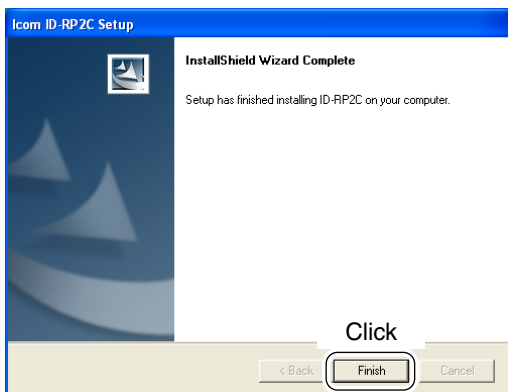 Icom ID-RP2C Setup
InstallShield Wizard Complete
Setup has finished installing ID-RP2C on your computer.
Click
< Back Finish Cancel